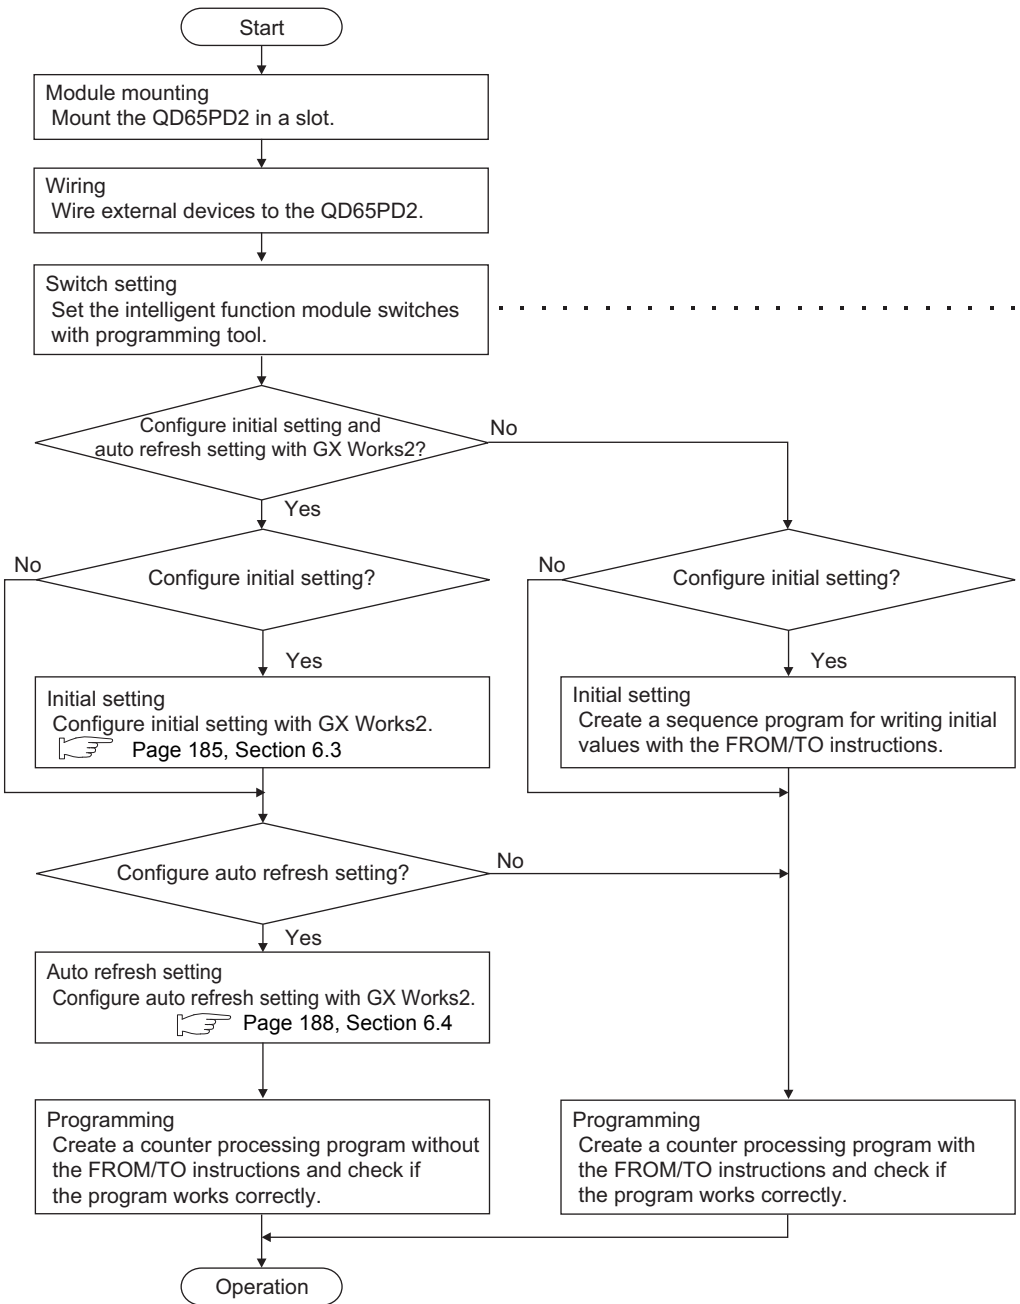 Start
Module mounting
Mount the QD65PD2 in a slot.
Wiring
Wire external devices to the QD65PD2.
Switch setting
Set the intelligent function module switches
with programming tool.
Configure initial setting and
auto refresh setting with GX Works2?
No
Yes
No
Configure initial setting?
No
Configure initial setting?
Yes
Yes
Initial setting
Configure initial setting with GX Works2.
Page 185, Section 6.3
Initial setting
Create a sequence program for writing initial
values with the FROM/TO instructions.
Configure auto refresh setting?
No
Yes
Auto refresh setting
Configure auto refresh setting with GX Works2.
Page 188, Section 6.4
Programming
Create a counter processing program without
the FROM/TO instructions and check if
the program works correctly.
Programming
Create a counter processing program with
the FROM/TO instructions and check if
the program works correctly.
Operation